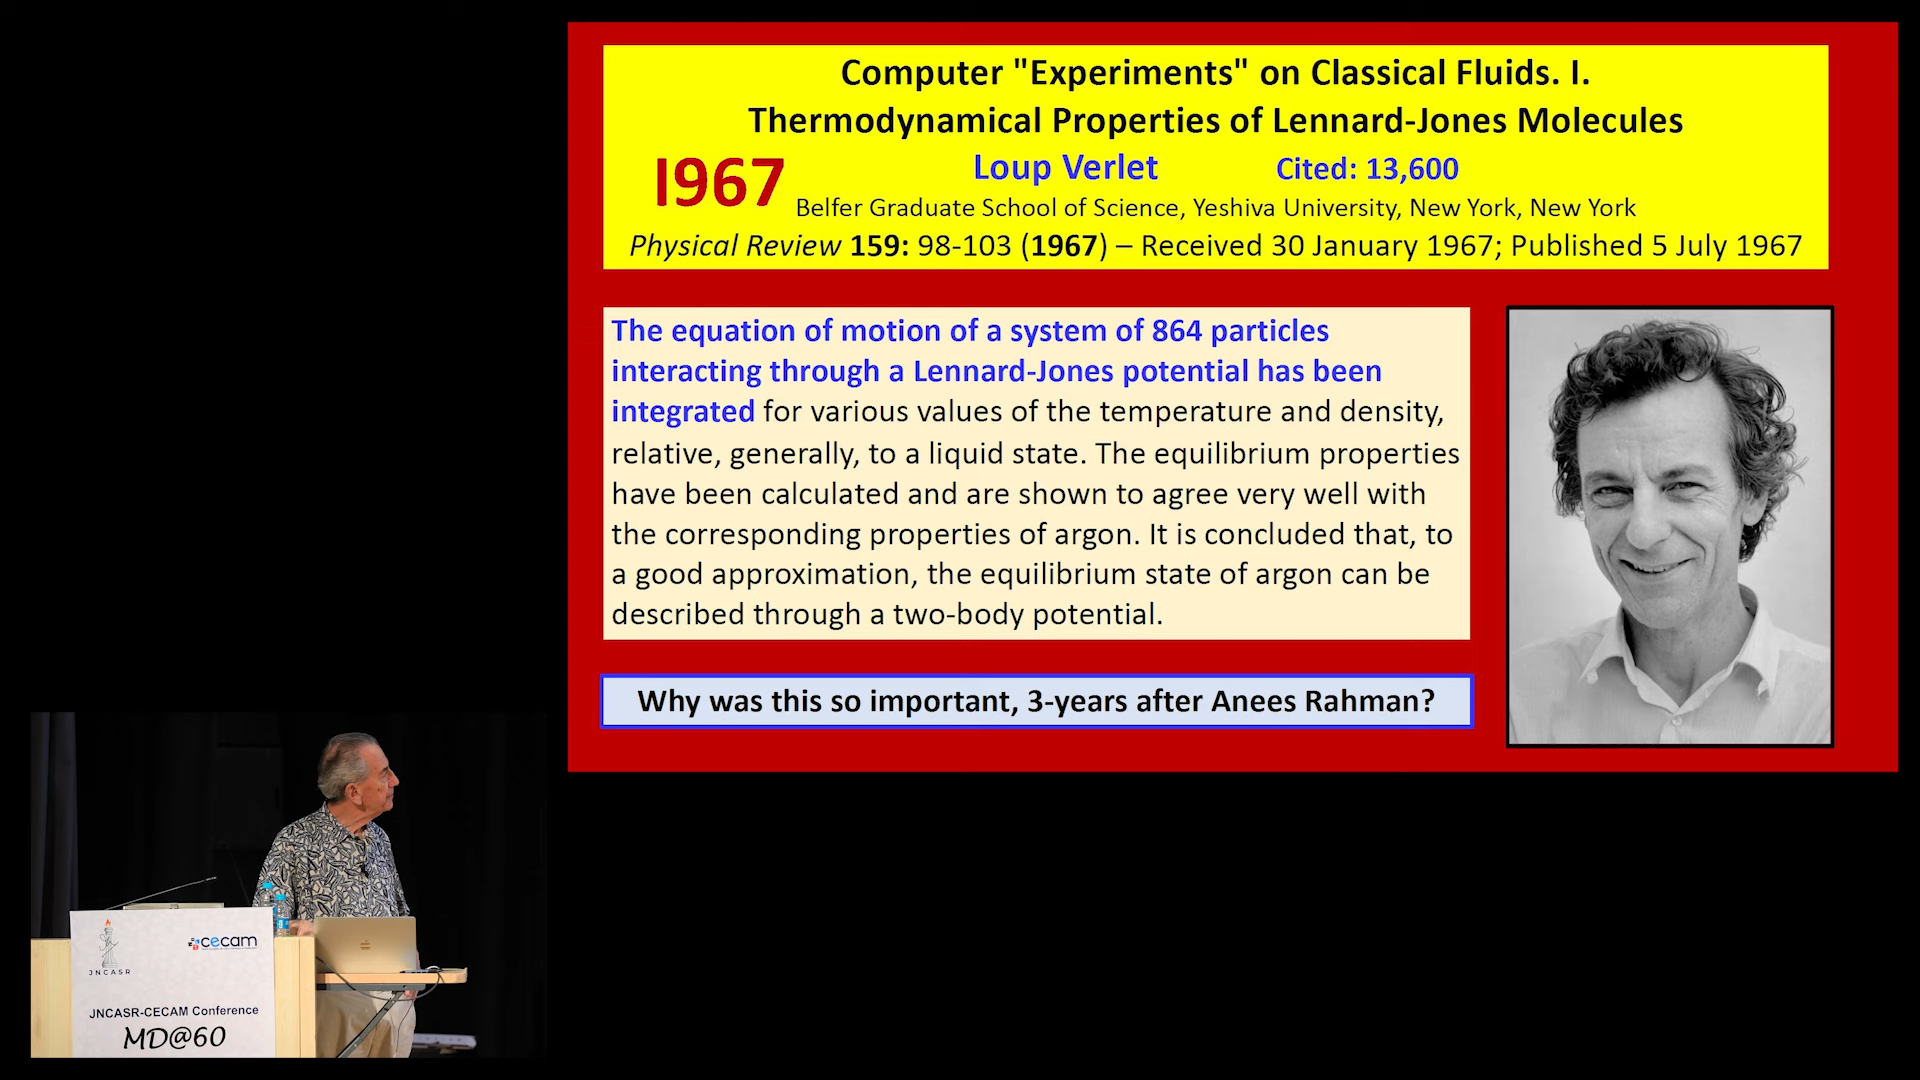 Computer "Experiments" on Classical Fluids. I.
Thermodynamical Properties of Lennard-Jones Molecules
I967
Loup Verlet Cited: 13,600
Belfer Graduate School of Science, Yeshiva University, New York, New York
Physical Review 159: 98-103 (1967) – Received 30 January 1967; Published 5 July 1967
The equation of motion of a system of 864 particles
interacting through a Lennard-Jones potential has been
integrated for various values of the temperature and density,
relative, generally, to a liquid state. The equilibrium properties
have been calculated and are shown to agree very well with
the corresponding properties of argon. It is concluded that, to
a good approximation, the equilibrium state of argon can be
described through a two-body potential.
Why was this so important, 3-years after Anees Rahman?
JNCASR
cecam
JNCASR-CECAM Conference
MD@60